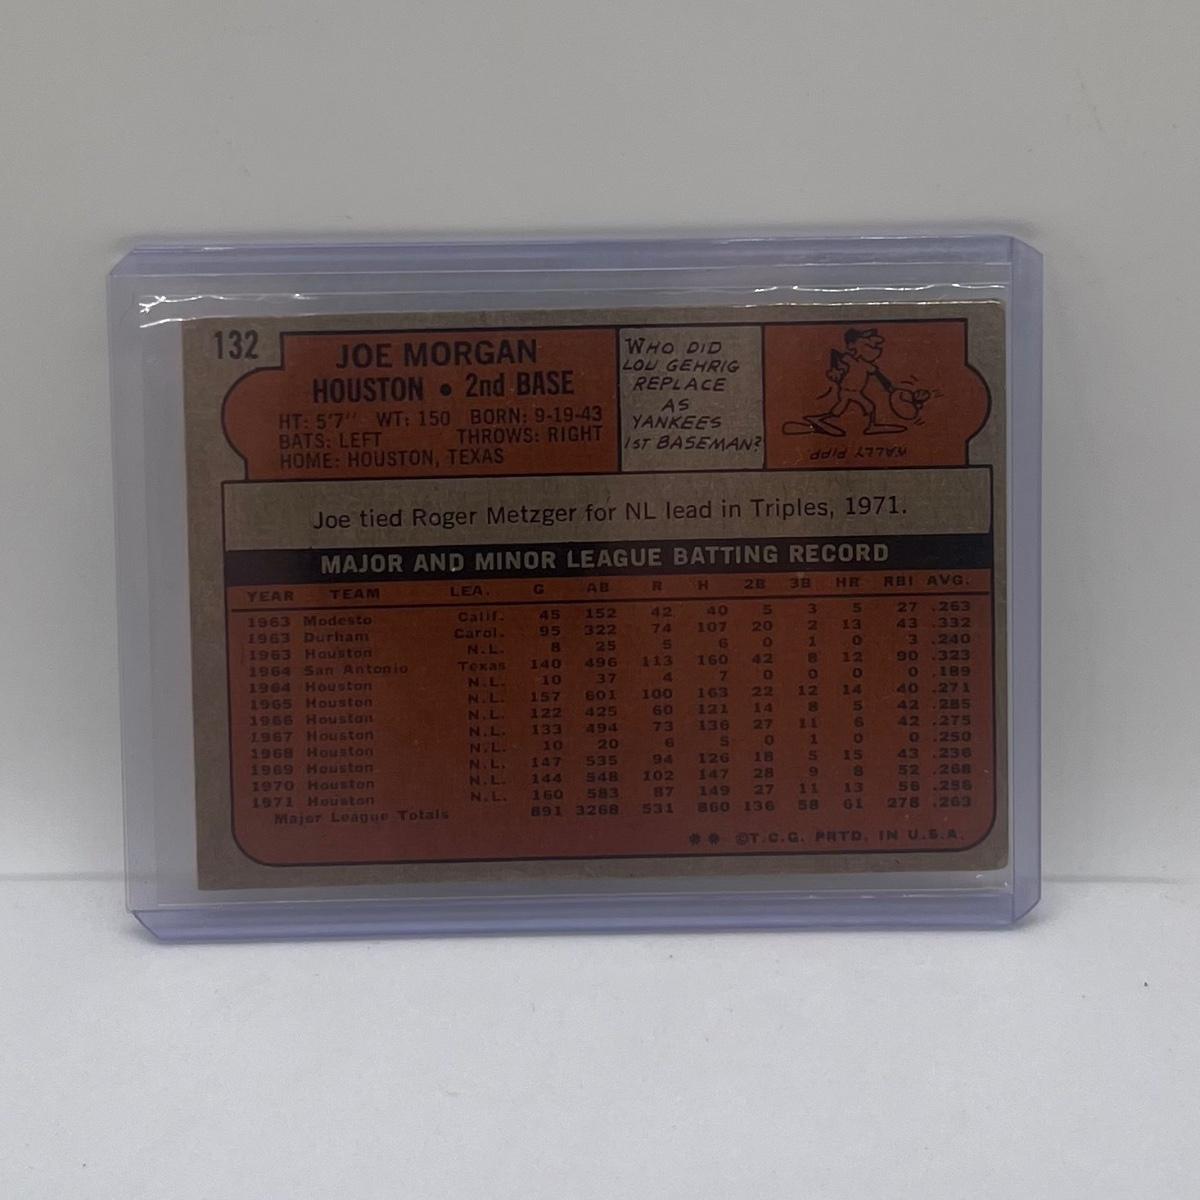 132
JOE MORGAN
HOUSTON • 2nd BASE
HT: 5'7" WT: 150 BORN: 9-19-43
BATS: LEFT THROWS: RIGHT
HOME: HOUSTON, TEXAS
WHO DID
LOU GEHRIG
REPLACE
AS
YANKEES
1ST BASEMAN?
WALLY PIPP
Joe tied Roger Metzger for NL lead in Triples, 1971.
MAJOR AND MINOR LEAGUE BATTING RECORD
YEAR TEAM LEA. G AB R H 2B 3B HR RBI AVG.
1963 Modesto Calif. 45 152 42 40 5 3 5 27 .263
1963 Durham Carol. 95 322 74 107 20 2 13 43 .332
1963 Houston N.L. 8 25 5 6 0 1 0 3 .240
1964 San Antonio Texas 140 496 113 160 42 8 12 90 .323
1964 Houston N.L. 10 37 4 7 0 0 0 0 .189
1965 Houston N.L. 157 601 100 163 22 12 14 40 .271
1966 Houston N.L. 122 425 60 121 14 8 5 42 .285
1967 Houston N.L. 133 494 73 136 27 11 6 42 .275
1968 Houston N.L. 10 20 6 5 0 1 0 0 .250
1969 Houston N.L. 147 535 94 126 18 5 15 43 .236
1970 Houston N.L. 144 548 102 147 28 9 8 52 .268
1971 Houston N.L. 160 583 87 149 27 11 13 56 .256
Major League Totals 891 3268 531 860 136 58 61 278 .263
** ©T.C.G. PRTD. IN U.S.A.